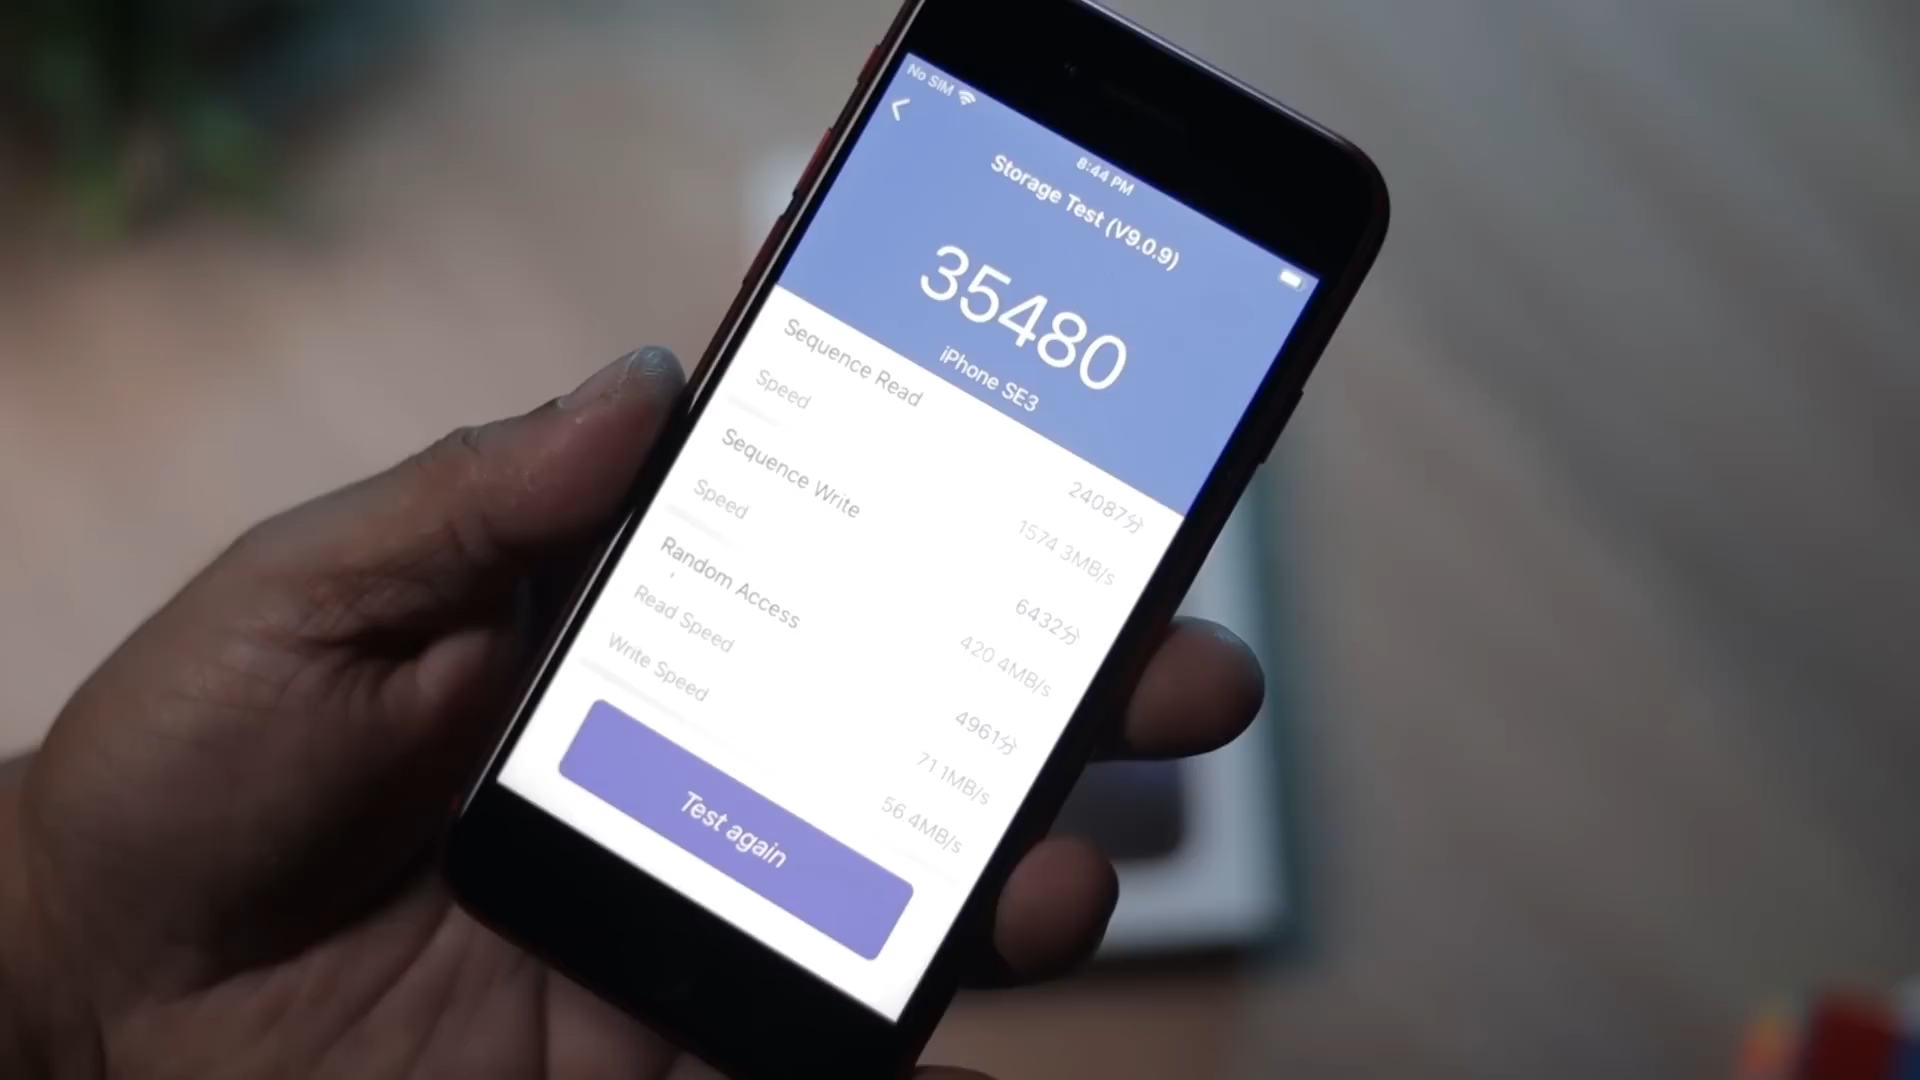 No SIM
8:44 PM
Storage Test (V9.0.9)
35480
iPhone SE3
Sequence Read 24087分
Speed 1574.3MB/s
Sequence Write 6432分
Speed 420.4MB/s
Random Access 4961分
Read Speed 71.1MB/s
Write Speed 56.4MB/s
Test again